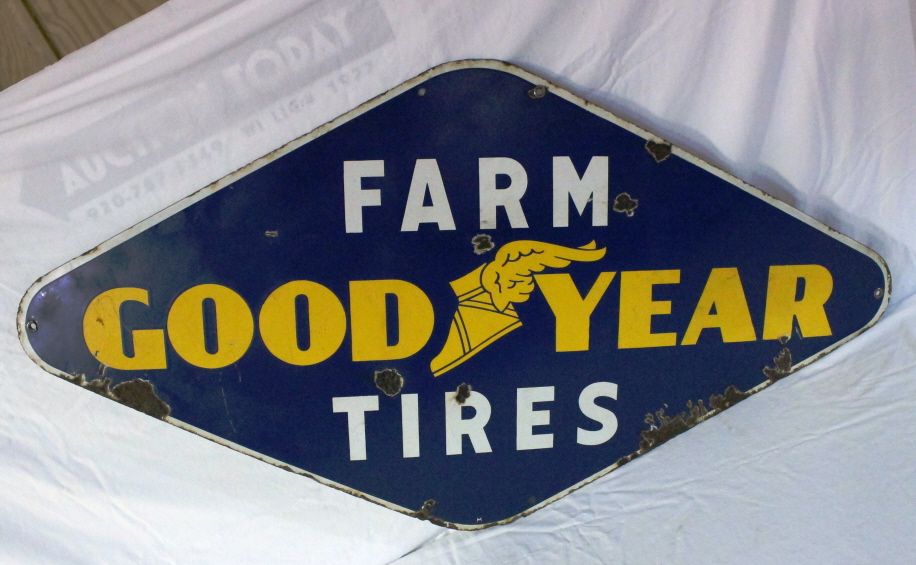 FARM
GOOD YEAR
TIRES
M
TODAY